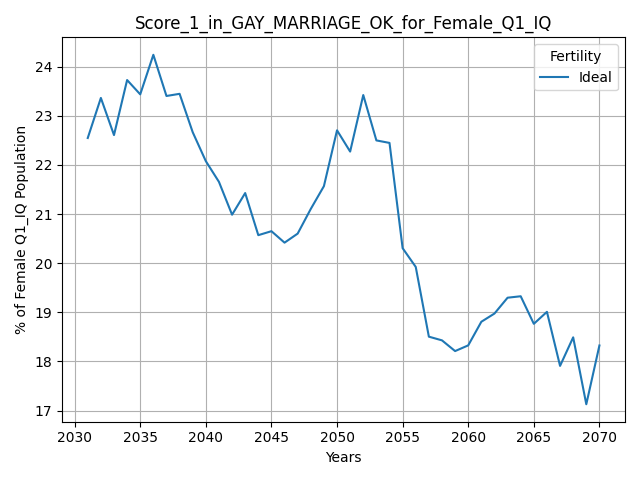 Score_1_in_GAY_MARRIAGE_OK_for_Female_Q1_IQ
Fertility
Ideal
% of Female Q1_IQ Population
24
23
22
21
20
19
18
17
2030 2035 2040 2045 2050 2055 2060 2065 2070
Years